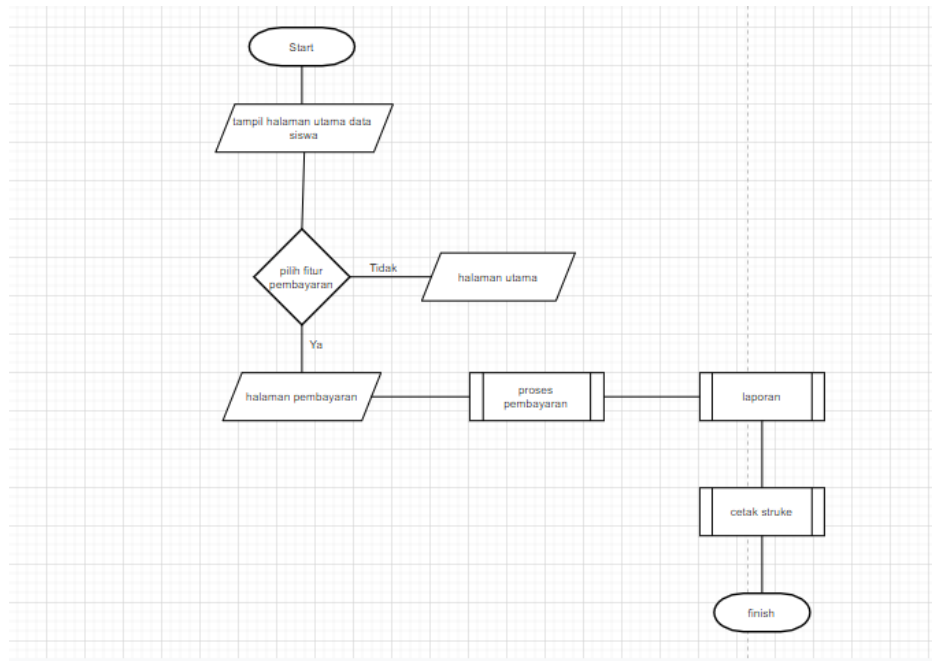 Start
tampil halaman utama data
siswa
pilih fitur
pembayaran
Tidak
halaman utama
Ya
halaman pembayaran
proses
pembayaran
laporan
cetak struke
finish